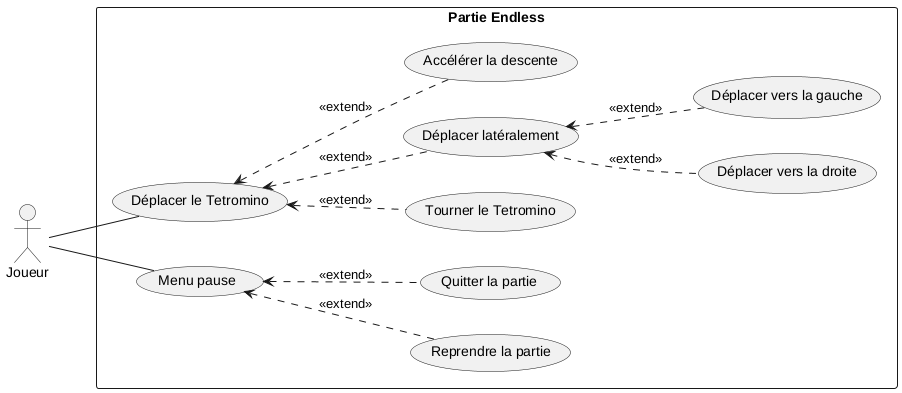 Partie Endless
Accélérer la descente
«extend»
Déplacer vers la gauche
«extend»
Déplacer latéralement
«extend»
«extend»
Déplacer vers la droite
Déplacer le Tetromino
«extend»
Tourner le Tetromino
Joueur
Menu pause
«extend»
Quitter la partie
«extend»
Reprendre la partie